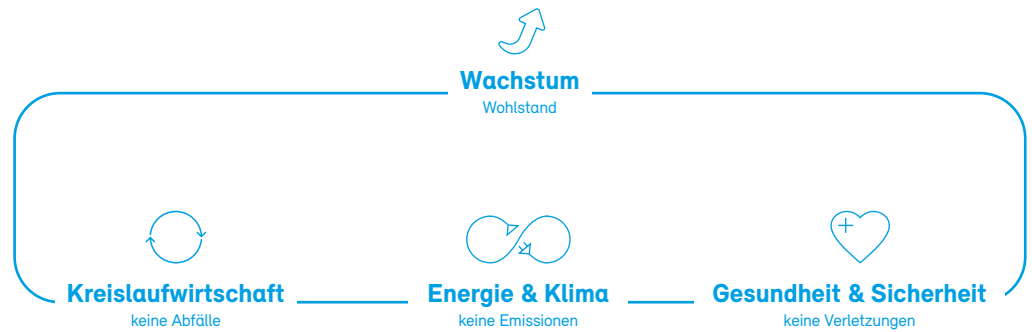 Wachstum
Wohlstand
Kreislaufwirtschaft
keine Abfälle
Energie & Klima
keine Emissionen
Gesundheit & Sicherheit
keine Verletzungen